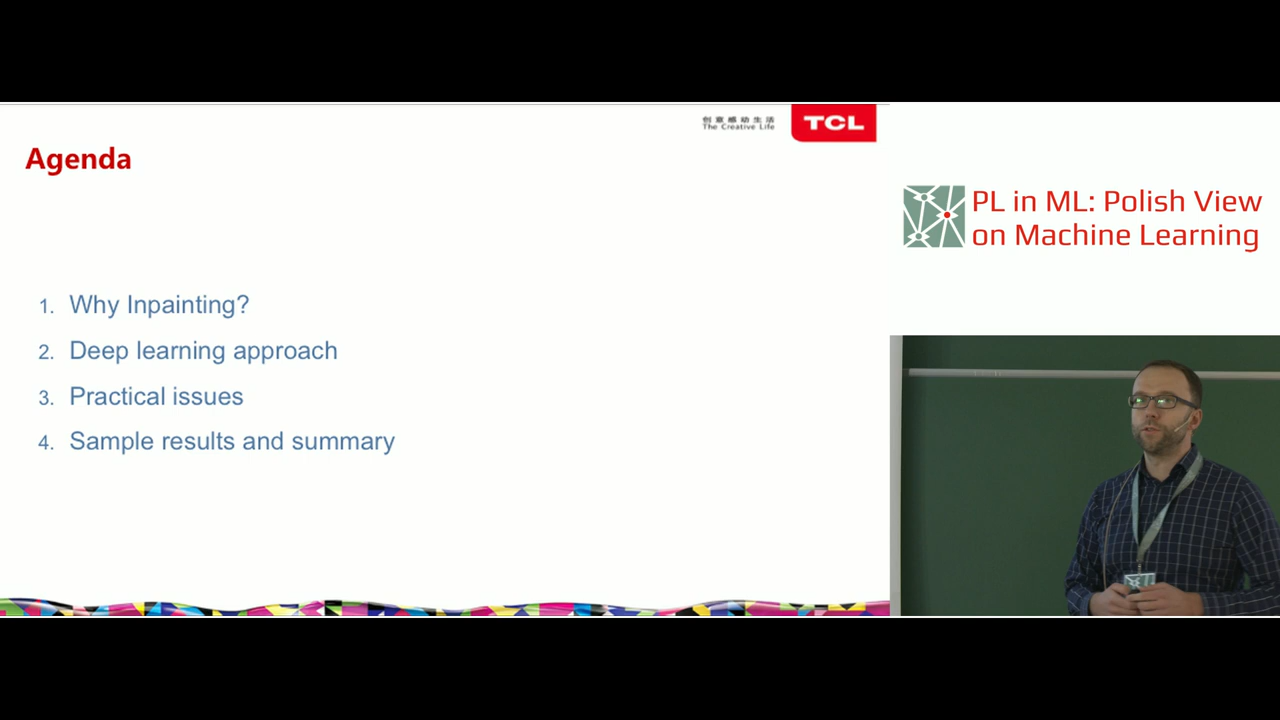 创意感动生活
The Creative Life
TCL
Agenda
PL in ML: Polish View
on Machine Learning
1. Why Inpainting?
2. Deep learning approach
3. Practical issues
4. Sample results and summary